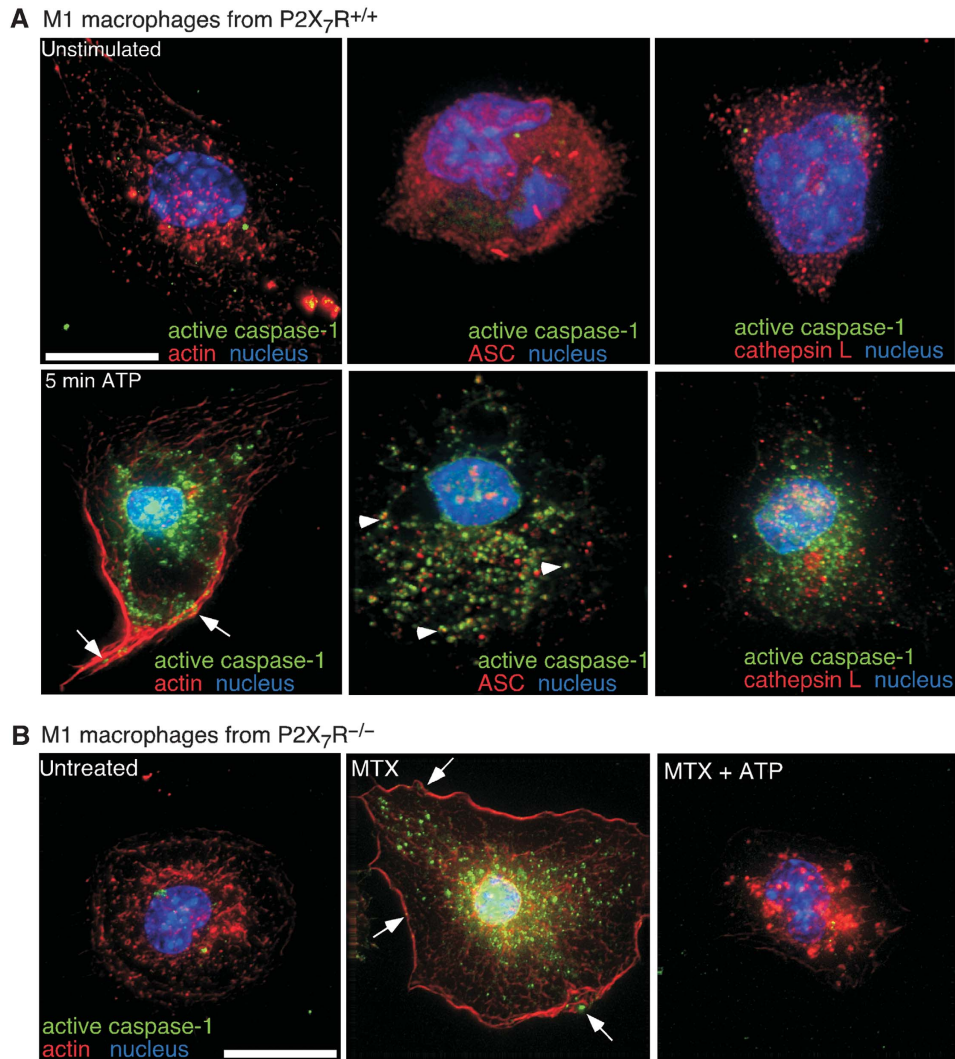 A M1 macrophages from P2X₇R⁺/⁺
Unstimulated
active caspase-1
actin nucleus
active caspase-1
ASC nucleus
active caspase-1
cathepsin L nucleus
5 min ATP
active caspase-1
actin nucleus
active caspase-1
ASC nucleus
active caspase-1
cathepsin L nucleus
B M1 macrophages from P2X₇R⁻/⁻
Untreated
active caspase-1
actin nucleus
MTX
MTX + ATP